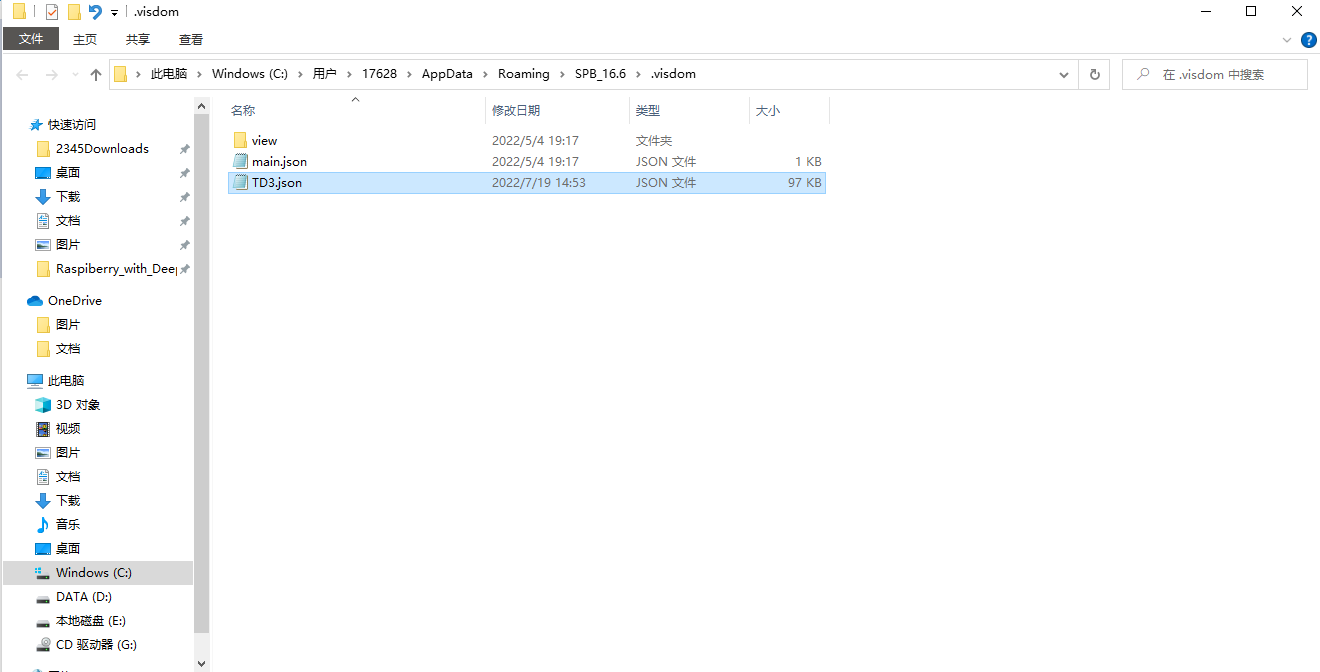 .visdom
文件 主页 共享 查看
此电脑 Windows (C:) 用户 17628 AppData Roaming SPB_16.6 .visdom
在 .visdom 中搜索
名称 修改日期 类型 大小
view 2022/5/4 19:17 文件夹
main.json 2022/5/4 19:17 JSON 文件 1 KB
TD3.json 2022/7/19 14:53 JSON 文件 97 KB
快速访问
2345Downloads
桌面
下载
文档
图片
Raspiberry_with_Deep
OneDrive
图片
文档
此电脑
3D 对象
视频
图片
文档
下载
音乐
桌面
Windows (C:)
DATA (D:)
本地磁盘 (E:)
CD 驱动器 (G:)